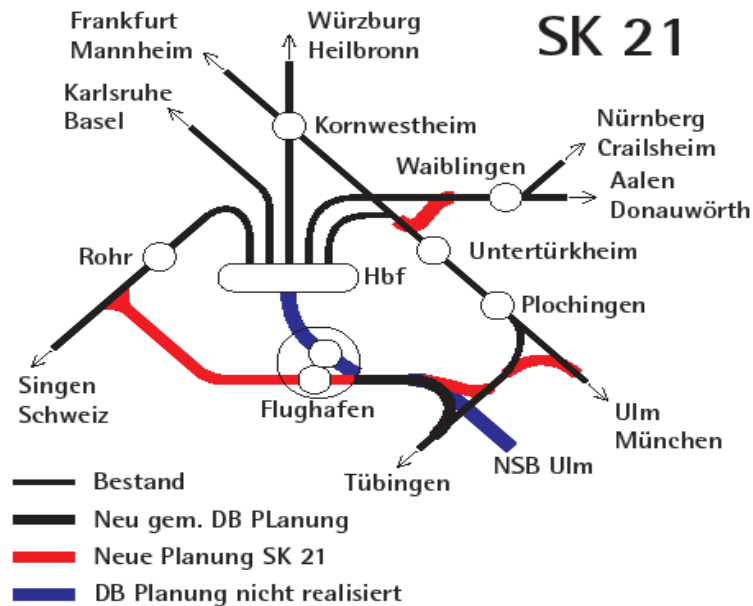 SK 21
Frankfurt
Mannheim
Würzburg
Heilbronn
Karlsruhe
Basel
Kornwestheim
Nürnberg
Crailsheim
Waiblingen
Aalen
Donauwörth
Rohr
Hbf
Untertürkheim
Plochingen
Singen
Schweiz
Flughafen
Ulm
München
Tübingen
NSB Ulm
Bestand
Neu gem. DB PLanung
Neue Planung SK 21
DB Planung nicht realisiert